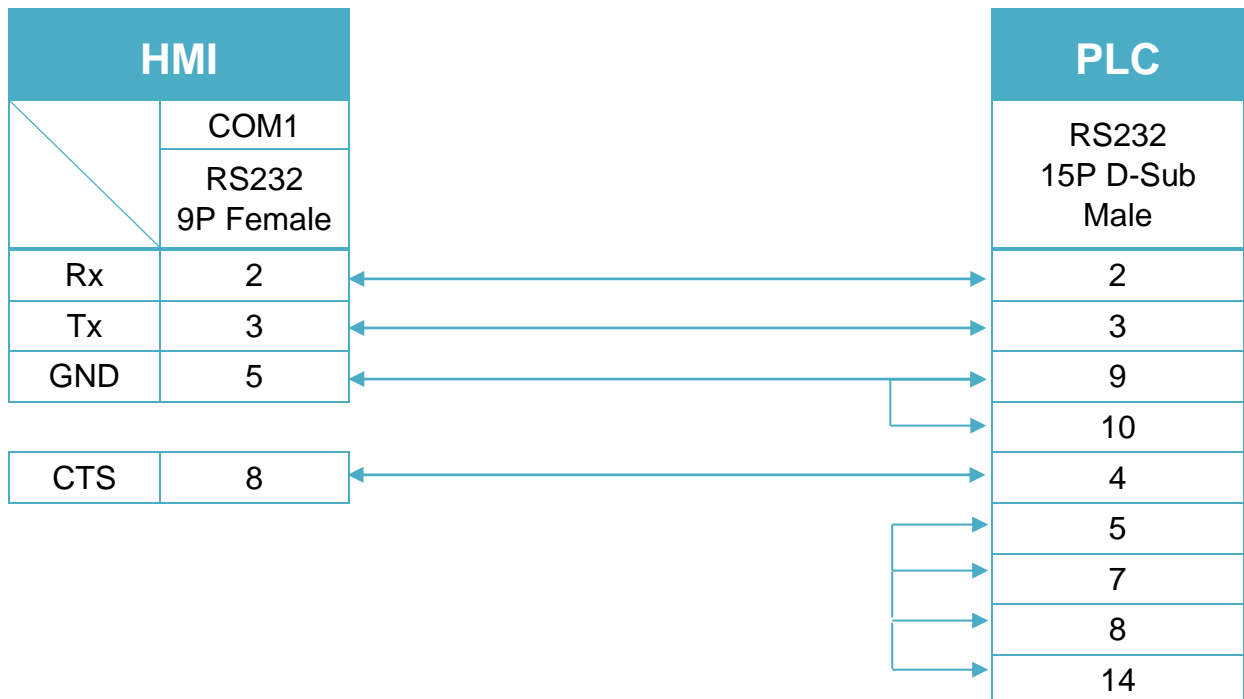 HMI
PLC
COM1
RS232
9P Female
RS232
15P D-Sub
Male
Rx 2 2
Tx 3 3
GND 5 9
10
CTS 8 4
5
7
8
14